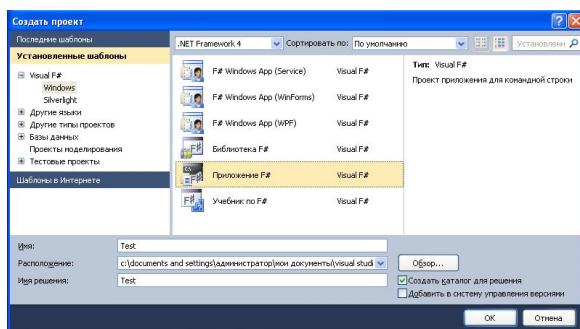 Создать проект
Последние шаблоны
Установленные шаблоны
Visual F#
Windows
Silverlight
Другие языки
Другие типы проектов
Базы данных
Проекты моделирования
Тестовые проекты
Шаблоны в Интернете
.NET Framework 4
Сортировать по: По умолчанию
Установленн
F# Windows App (Service) Visual F#
F# Windows App (WinForms) Visual F#
F# Windows App (WPF) Visual F#
Библиотека F# Visual F#
Приложение F# Visual F#
Учебник по F# Visual F#
Тип: Visual F#
Проект приложения для командной строки
Имя: Test
Расположение: c:\documents and settings\администратор\мои документы\visual studi
Обзор...
Имя решения: Test
Создать каталог для решения
Добавить в систему управления версиями
ОК
Отмена